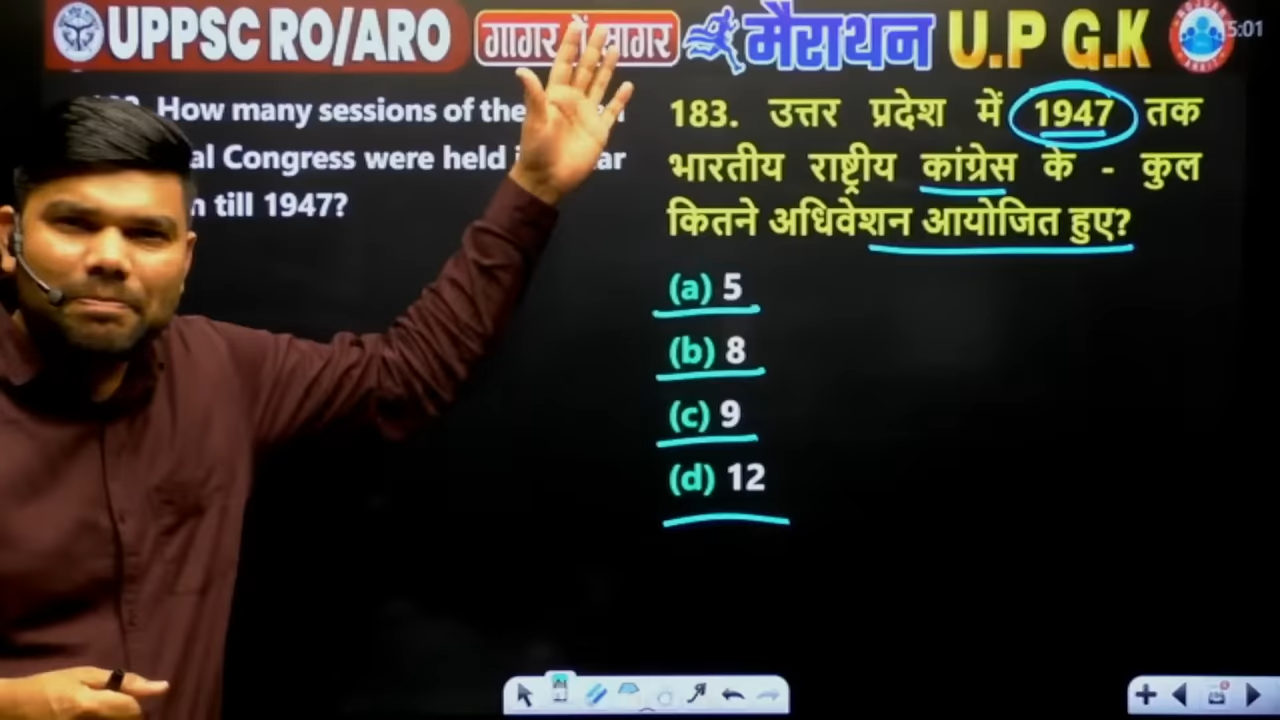 UPPSC RO/ARO
मैराथन U.P G.K
5:01
How many sessions of the
Congress were held
till 1947?
183. उत्तर प्रदेश में 1947 तक
भारतीय राष्ट्रीय कांग्रेस के - कुल
कितने अधिवेशन आयोजित हुए?
(a) 5
(b) 8
(c) 9
(d) 12